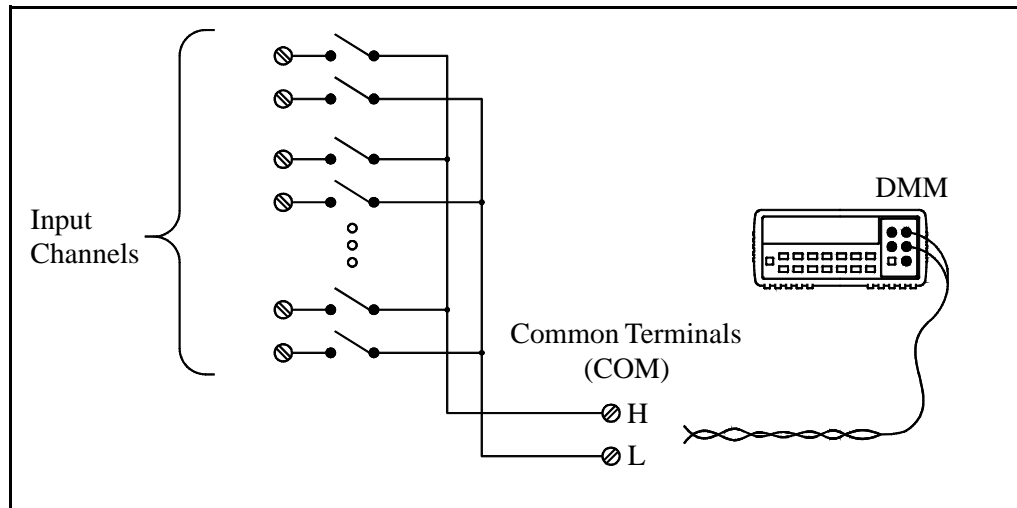 Input
Channels
DMM
Common Terminals
(COM)
H
L